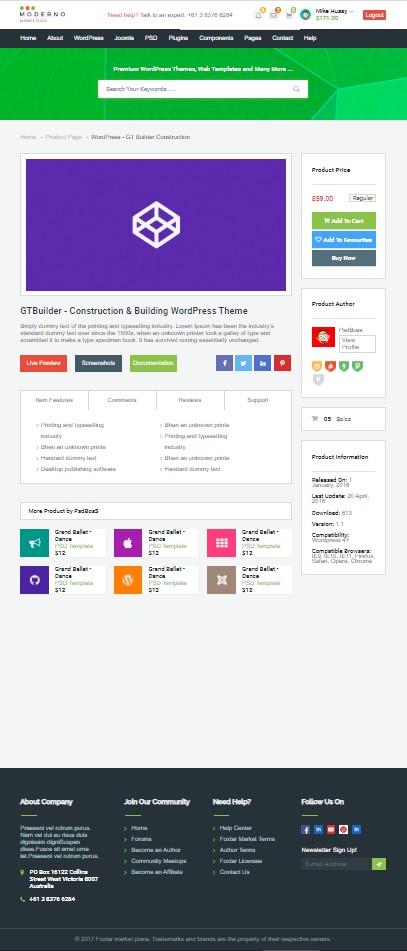 MODERNO
MARKET PLACE
Need help? Talk to an expert: +61 3 8376 6284
Mike Hussy
$171.00
Logout
Home About WordPress Joomla PSD Plugins Components Pages Contact Help
Premium WordPress Themes, Web Templates and Many More ...
Search Your Keywords . . .
Home - Product Page - WordPress - GT Builder Construction
GTBuilder - Construction & Building WordPress Theme
Simply dummy text of the printing and typesetting industry. Lorem Ipsum has been the industry's
standard dummy text ever since the 1500s, when an unknown printer took a galley of type and
scrambled it to make a type specimen book. It has survived noxing essentially unchanged.
Live Preview
Screenshots
Documentation
Item Features Comments Reviews Support
Printing and typesetting
industry
Bhen an unknown printe
Handard dummy text
Desktop publishing software
Bhen an unknown printe
Printing and typesetting
industry
Bhen an unknown printe
Handard dummy text
More Product by PadBoaS
Grand Ballet -
Dance
PSD Template
$12
Grand Ballet -
Dance
PSD Template
$12
Grand Ballet -
Dance
PSD Template
$12
Grand Ballet -
Dance
PSD Template
$12
Grand Ballet -
Dance
PSD Template
$12
Grand Ballet -
Dance
PSD Template
$12
Product Price
$59.00 Regular
Add To Cart
Add To Favourites
Buy Now
Product Author
PadBoas
View
Profile
05 Sales
Product Information
Released On: 1
January, 2016
Last Update: 20 April,
2016
Download: 613
Version: 1.1
Compatibility:
Wordpress 4+
Compatible Browsers:
IE9, IE10, IE11, Firefox,
Safari, Opera, Chrome
About Company
Praesent vel rutrum purus.
Nam vel dui eu risus duis
dignissim dignSuspen
disse.Fusce sit amet urna
Iat.Praesent vel rutrum purus.
PO Box 16122 Collins
Street West Victoria 8007
Australia
+61 3 8376 6284
Join Our Community
Home
Forums
Become an Author
Community Meetups
Become an Affiliate
Need Help?
Help Center
Foxtar Market Terms
Author Terms
Foxtar Licenses
Contact Us
Follow Us On
Newsletter Sign Up!
E-mail Address
© 2017 Foxtar market place. Trademarks and brands are the property of their respective owners.